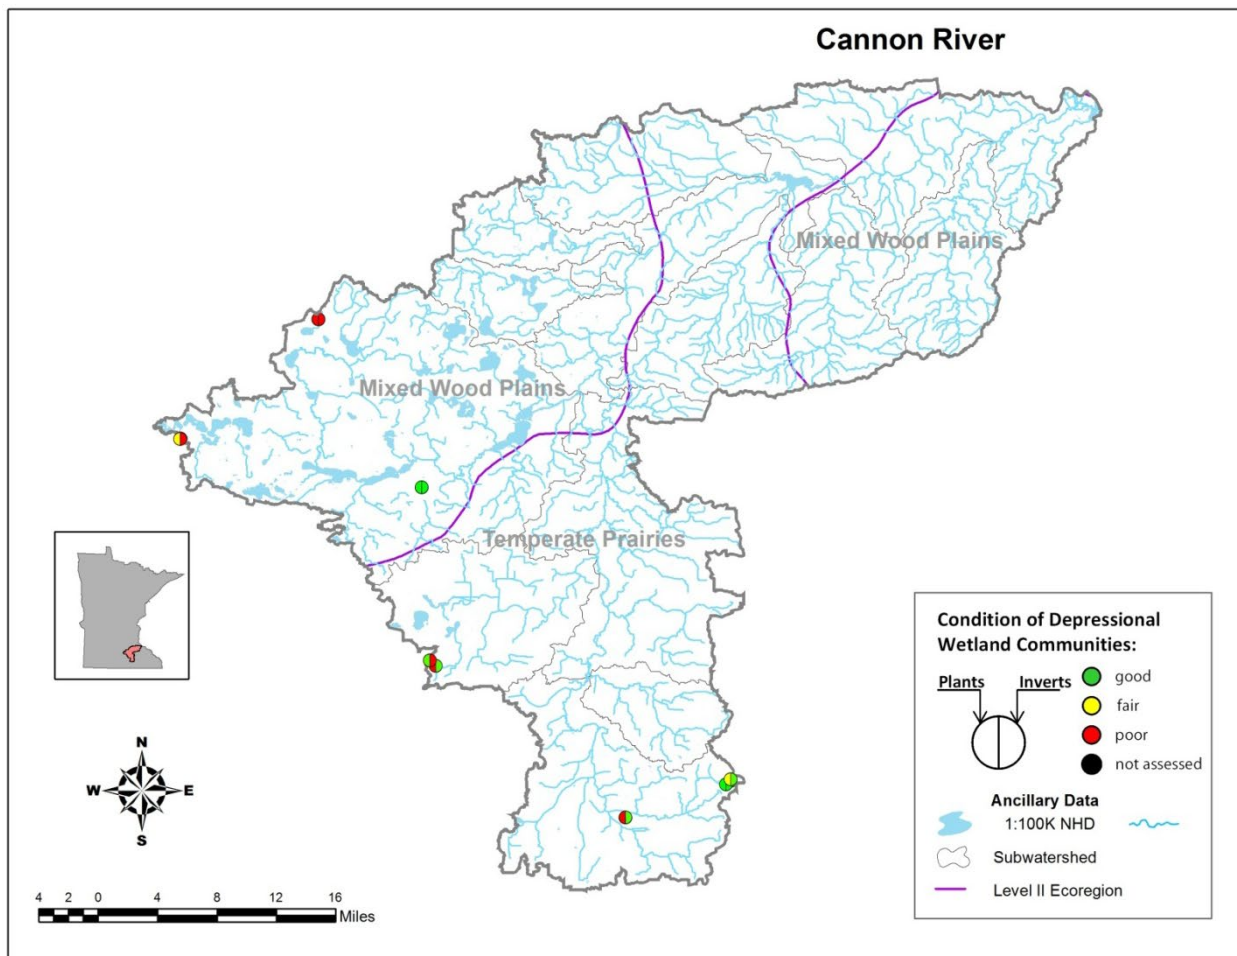 Cannon River
Mixed Wood Plains
Mixed Wood Plains
Temperate Prairies
Condition of Depressional
Wetland Communities:
Plants
Inverts
good
fair
poor
not assessed
Ancillary Data
1:100K NHD
Subwatershed
Level II Ecoregion
N
W
E
S
4 2 0 4 8 12 16
Miles